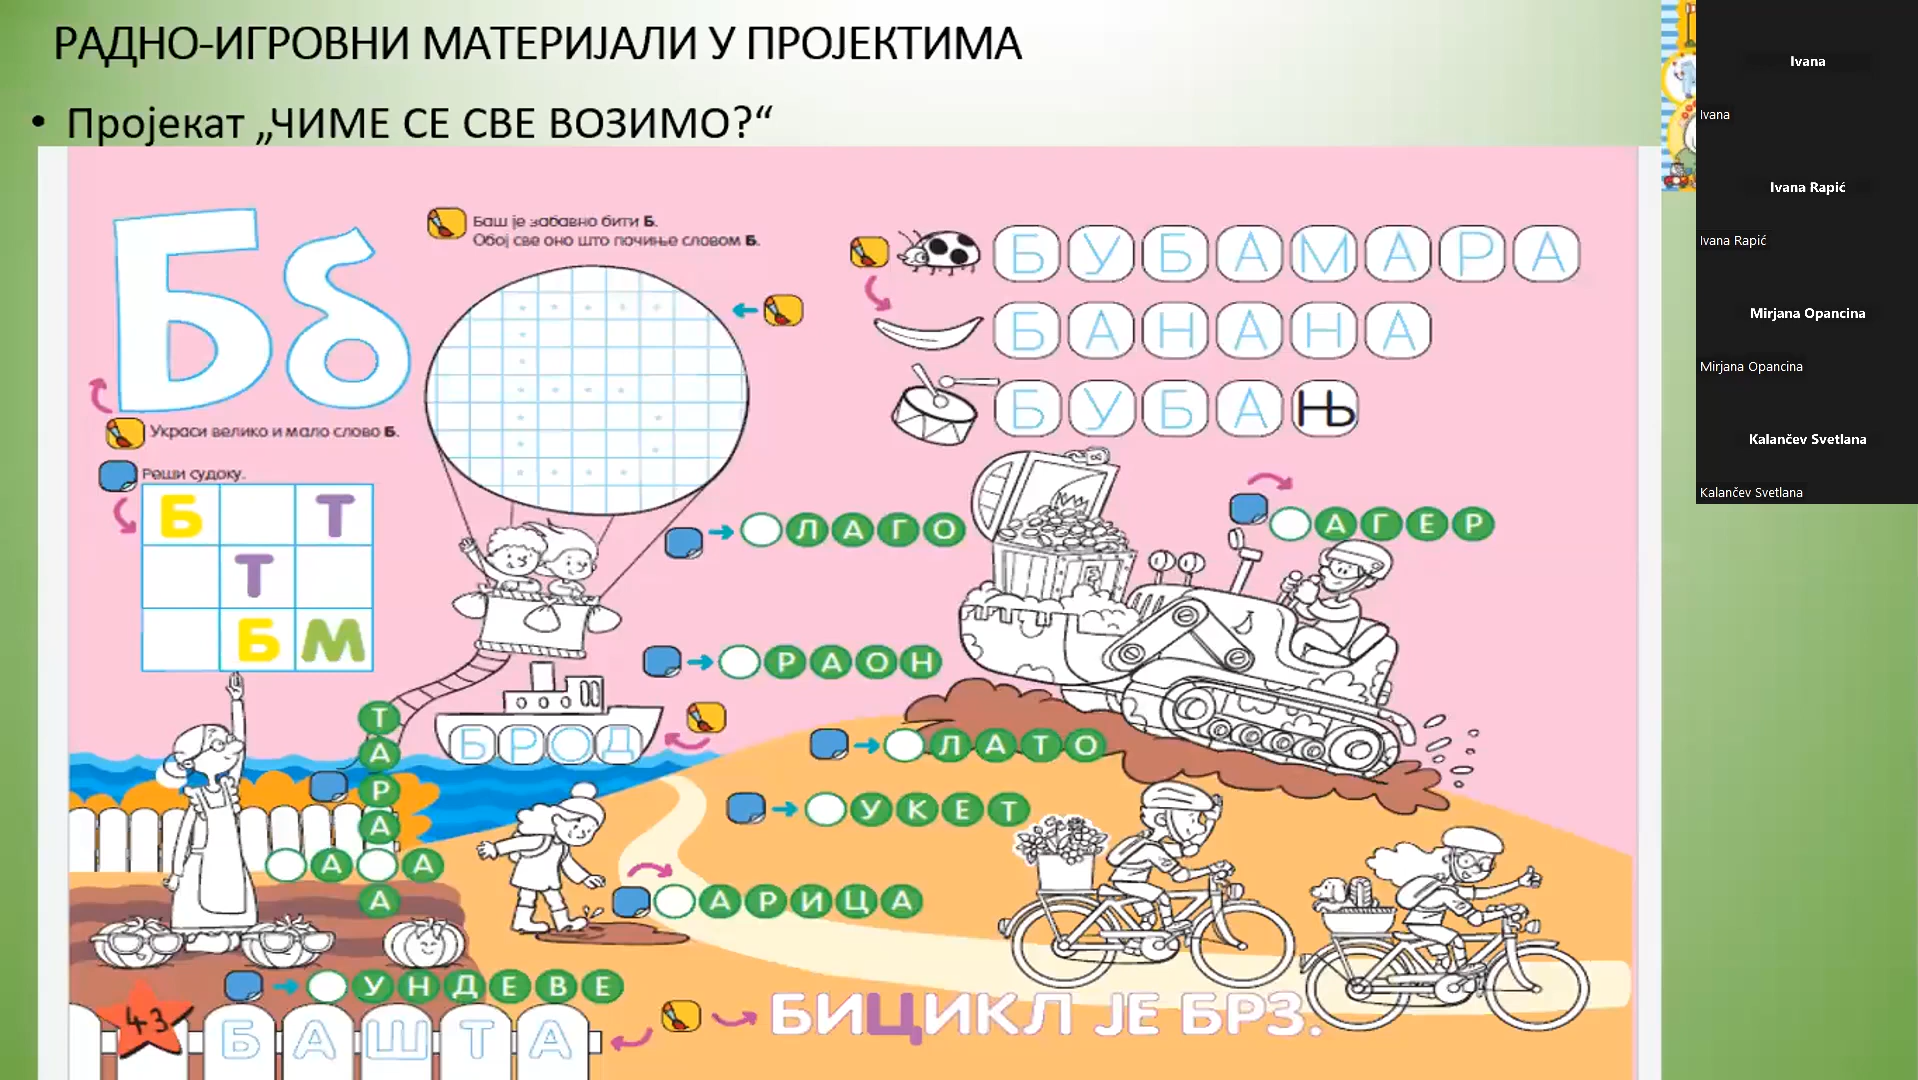 РАДНО-ИГРОВНИ МАТЕРИЈАЛИ У ПРОЈЕКТИМА
• Пројекат „ЧИМЕ СЕ СВЕ ВОЗИМО?“
Бб
Баш је забавно бити Б.
Обој све оно што почиње словом Б.
БУБАМАРА
БАНАНА
БУБАЊ
Украси велико и мало слово Б.
Реши судоку.
Б Т
Т
Б М
ЛАГО
АГЕР
РАОН
БРОД
ЛАТО
УКЕТ
ТАРА А
А А
АРИЦА
УНДЕВЕ
43
БАШТА
БИЦИКЛ ЈЕ БРЗ.
Ivana
Ivana
Ivana Rapić
Ivana Rapić
Mirjana Opancina
Mirjana Opancina
Kalančev Svetlana
Kalančev Svetlana